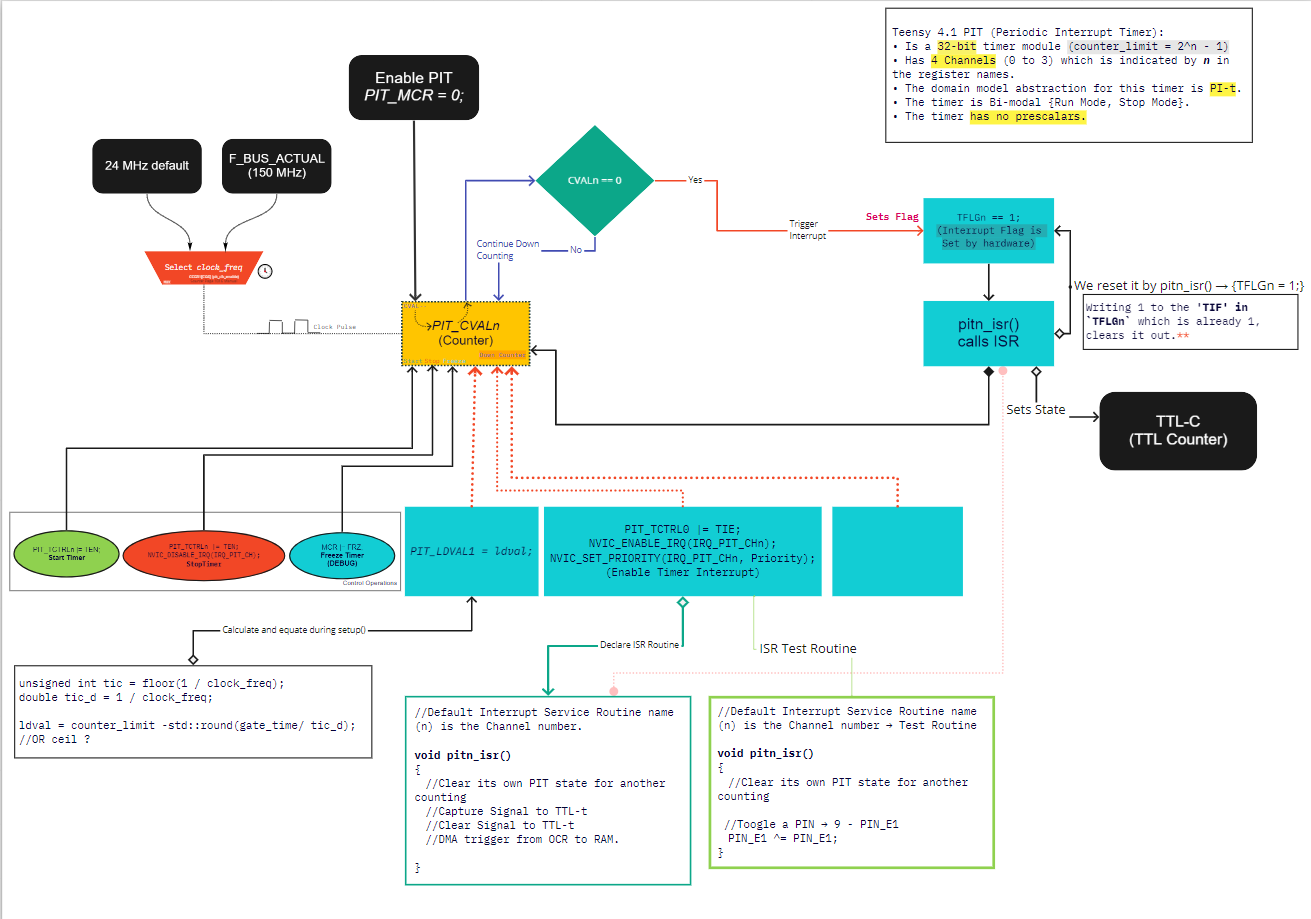 Teensy 4.1 PIT (Periodic Interrupt Timer):
• Is a 32-bit timer module (counter_limit = 2^n - 1)
• Has 4 Channels (0 to 3) which is indicated by n in
the register names.
• The domain model abstraction for this timer is PI-t.
• The timer is Bi-modal {Run Mode, Stop Mode}.
• The timer has no prescalars.
Enable PIT
PIT_MCR = 0;
24 MHz default
F_BUS_ACTUAL
(150 MHz)
Select clock_freq
Clock Pulse
CVALn == 0
Yes
No
Continue Down
Counting
Trigger
Interrupt
Sets Flag
TFLGn == 1;
(Interrupt Flag is
Set by hardware)
We reset it by pitn_isr() → {TFLGn = 1;}
Writing 1 to the 'TIF' in
`TFLGn` which is already 1,
clears it out.**
pitn_isr()
calls ISR
Sets State
TTL-C
(TTL Counter)
CVAL
PIT_CVALn
(Counter)
Down Counter
Start Stop
PIT_TCTRLn |= TEN;
Start Timer
PIT_TCTRLn |= TEN;
NVIC_DISABLE_IRQ(IRQ_PIT_CH);
StopTimer
MCR |= FRZ
Freeze Timer
(DEBUG)
Control Operations
PIT_LDVAL1 = ldval;
PIT_TCTRL0 |= TIE;
NVIC_ENABLE_IRQ(IRQ_PIT_CHn);
NVIC_SET_PRIORITY(IRQ_PIT_CHn, Priority);
(Enable Timer Interrupt)
Calculate and equate during setup()
Declare ISR Routine
ISR Test Routine
unsigned int tic = floor(1 / clock_freq);
double tic_d = 1 / clock_freq;
ldval = counter_limit -std::round(gate_time/ tic_d);
//OR ceil ?
//Default Interrupt Service Routine name
(n) is the Channel number.
void pitn_isr()
{
//Clear its own PIT state for another
counting
//Capture Signal to TTL-t
//Clear Signal to TTL-t
//DMA trigger from OCR to RAM.
}
//Default Interrupt Service Routine name
(n) is the Channel number → Test Routine
void pitn_isr()
{
//Clear its own PIT state for another
counting
//Toogle a PIN → 9 - PIN_E1
PIN_E1 ^= PIN_E1;
}